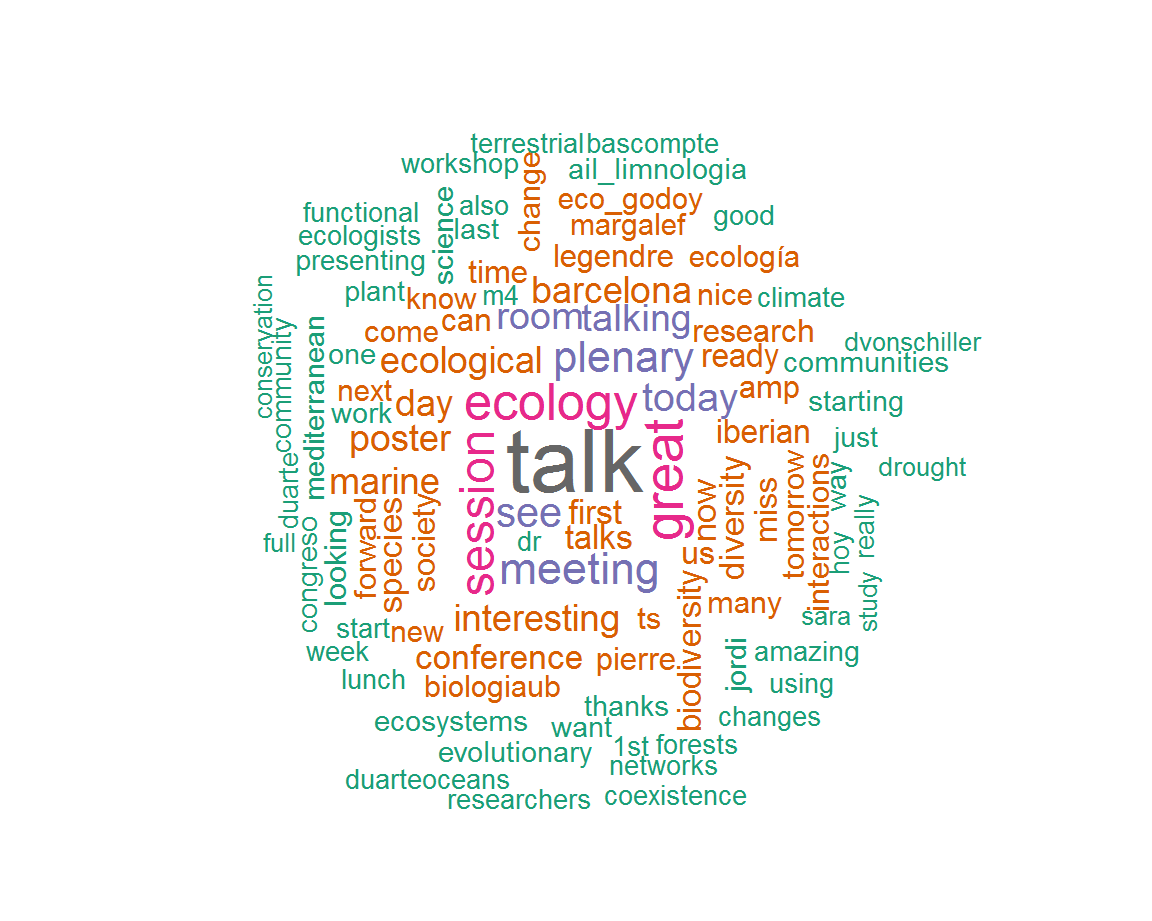 terrestrial bascompte
workshop
change
ail_limnologia
functional
science
also
eco_godoy
good
ecologists
last
margalef
presenting
time
legendre
ecología
conservation
plant
know
m4
barcelona
nice
climate
community
mediterranean
come
can
room
talking
research
dvonschiller
one
ecological
plenary
ready
communities
next
day
ecology
today
amp
starting
work
poster
talk
great
iberian
just
duarte
marine
session
see
first
now
diversity
miss
tomorrow
interactions
way
drought
full
congreso
looking
forward
species
society
dr
talks
us
hoy
really
meeting
biodiversity
many
sara
study
start
new
interesting
ts
week
conference
pierre
jordi
amazing
lunch
biologiaub
using
thanks
changes
ecosystems
want
evolutionary
1st
forests
networks
duarteoceans
researchers
coexistence